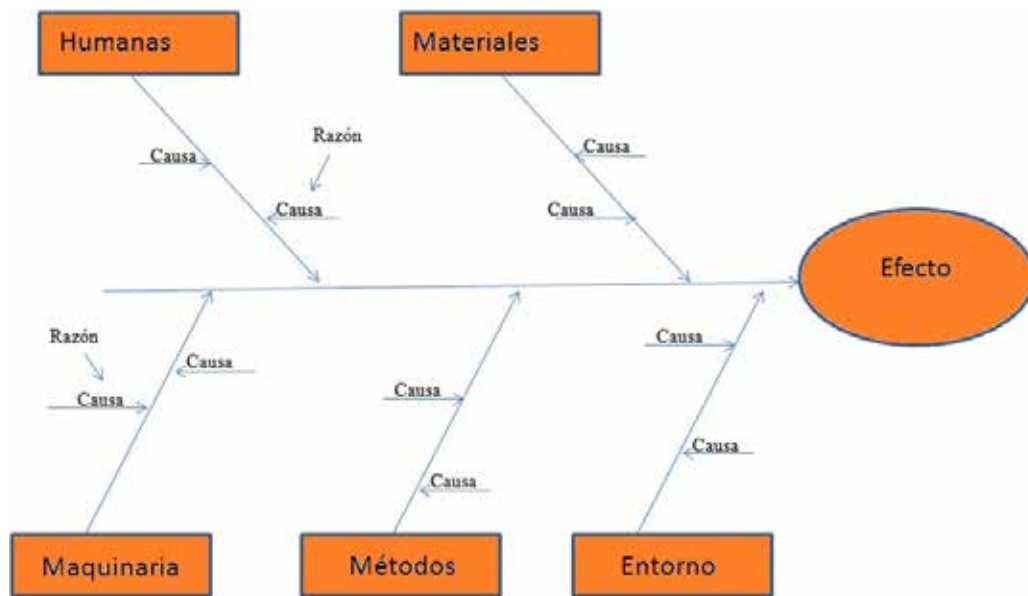 Humanas
Materiales
Razón
Causa
Causa
Causa
Causa
Efecto
Razón
Causa
Causa
Causa
Causa
Causa
Causa
Maquinaria
Métodos
Entorno